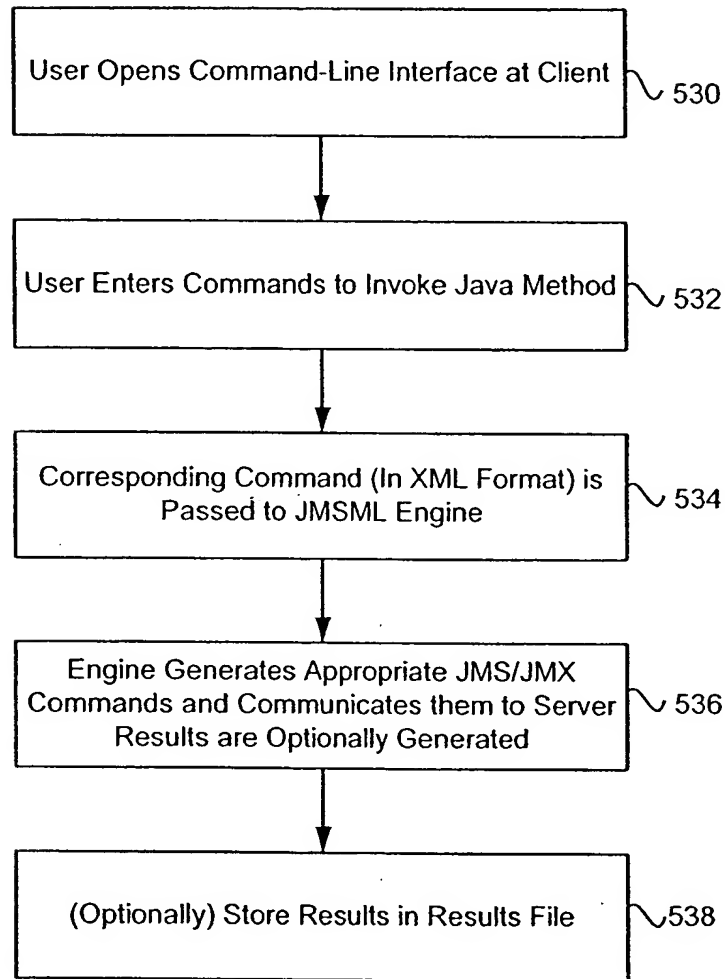 User Opens Command-Line Interface at Client
530
User Enters Commands to Invoke Java Method
532
Corresponding Command (In XML Format) is
Passed to JMSML Engine
534
Engine Generates Appropriate JMS/JMX
Commands and Communicates them to Server
Results are Optionally Generated
536
(Optionally) Store Results in Results File
538